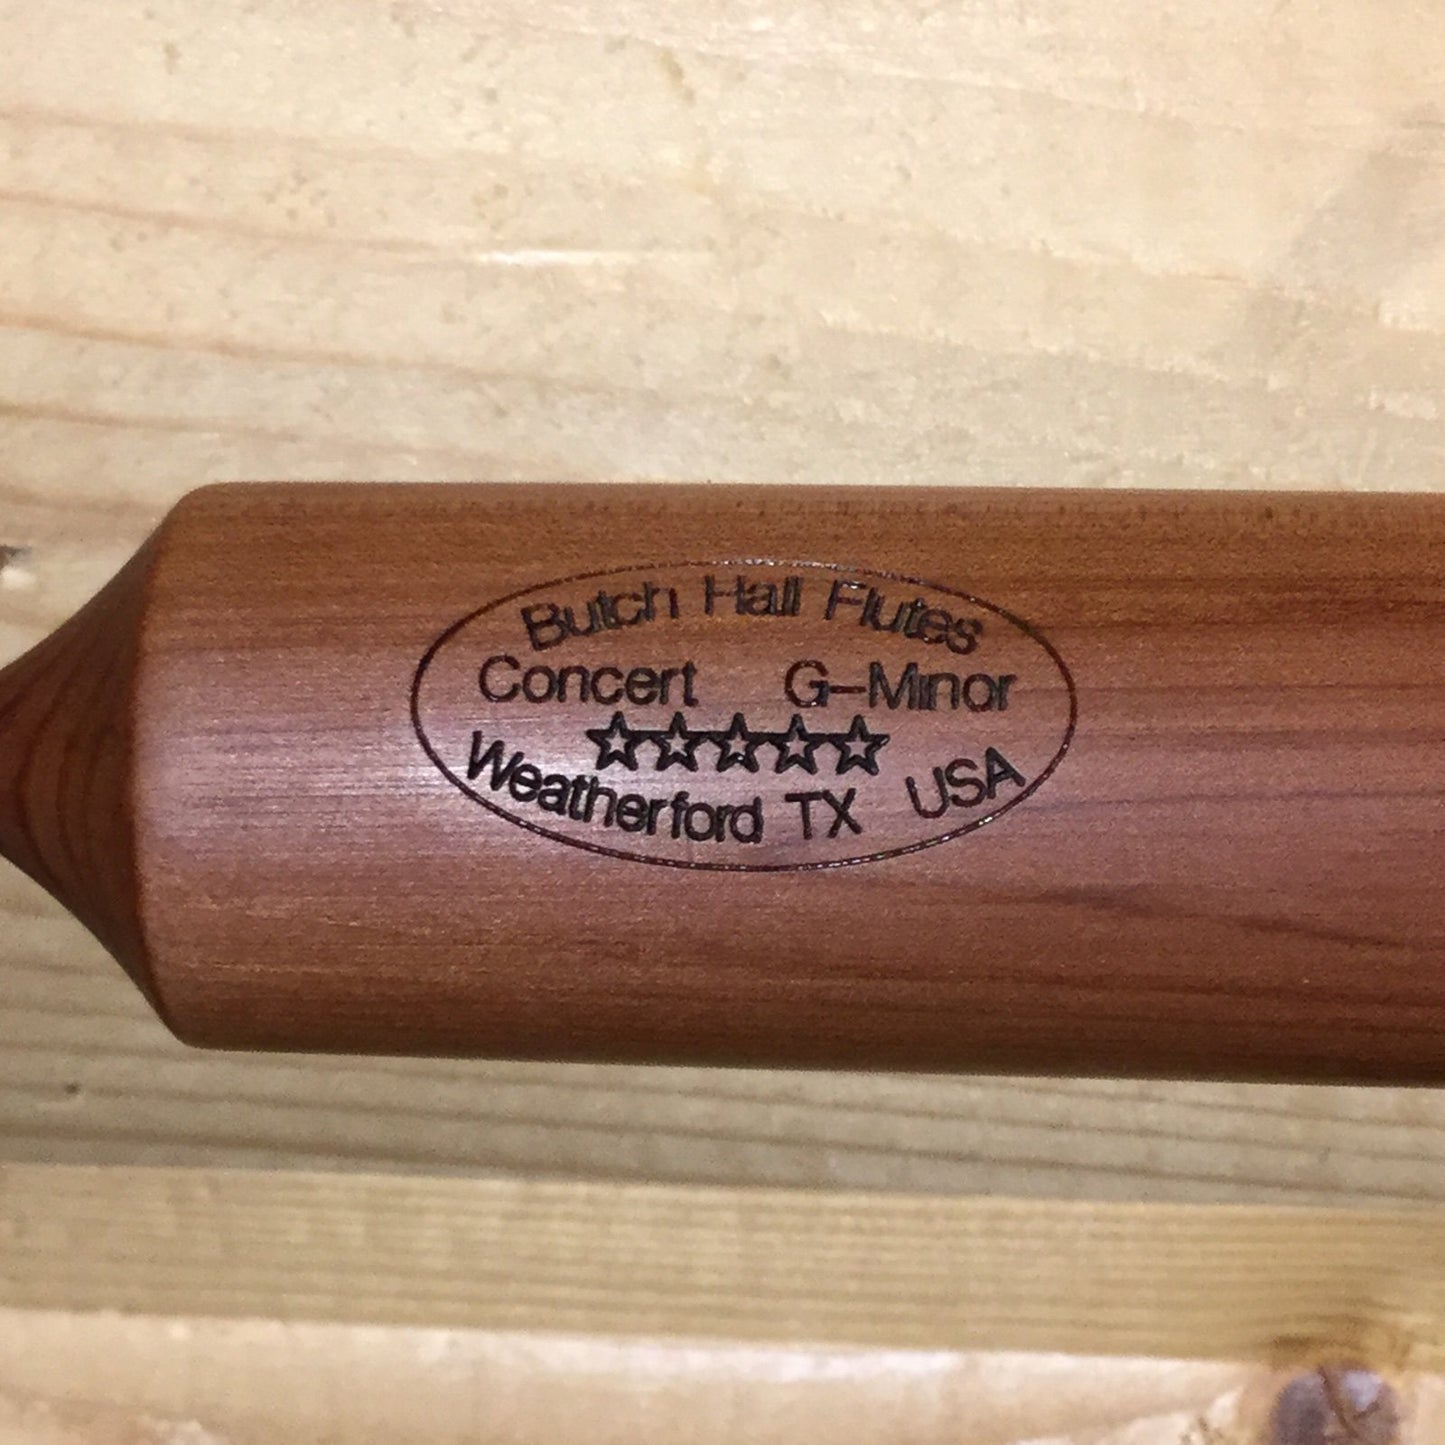 Butch Hall Flutes
Concert G-Minor
Weatherford TX USA